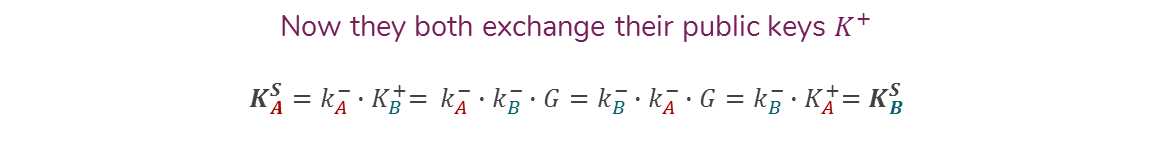 Now they both exchange their public keys K⁺
K_A^S = k_A^- · K_B^+ = k_A^- · k_B^- · G = k_B^- · k_A^- · G = k_B^- · K_A^+ = K_B^S